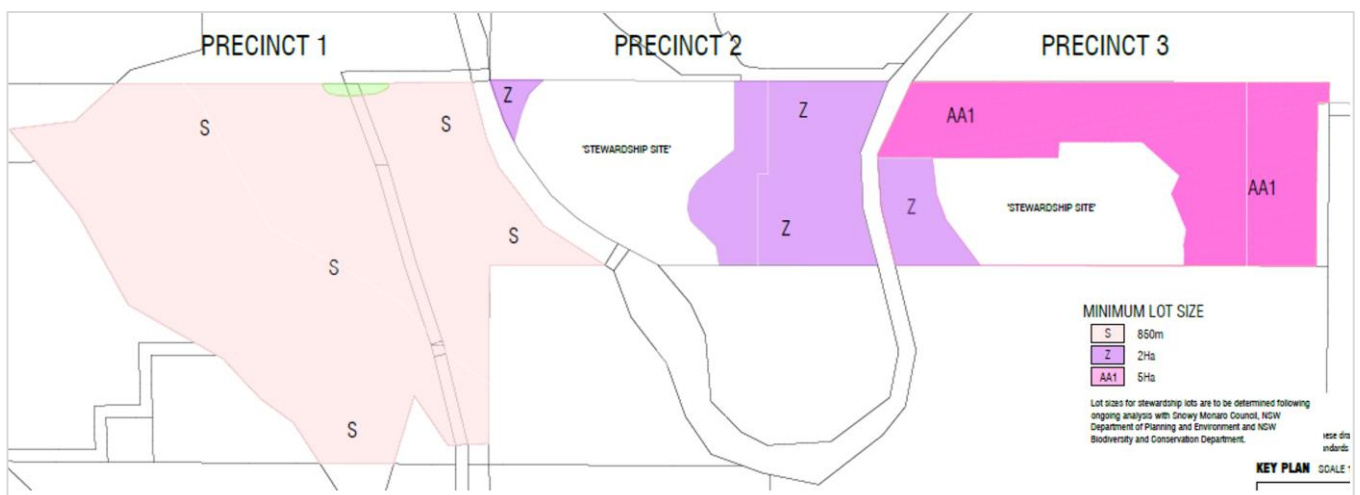 PRECINCT 1
PRECINCT 2
PRECINCT 3
S
S
S
S
S
Z
'STEWARDSHIP SITE'
Z
Z
AA1
AA1
Z
'STEWARDSHIP SITE'
MINIMUM LOT SIZE
S 850m
Z 2Ha
AA1 5Ha
Lot sizes for stewardship lots are to be determined following
ongoing analysis with Snowy Monaro Council, NSW
Department of Planning and Environment and NSW
Biodiversity and Conservation Department.
KEY PLAN SCALE